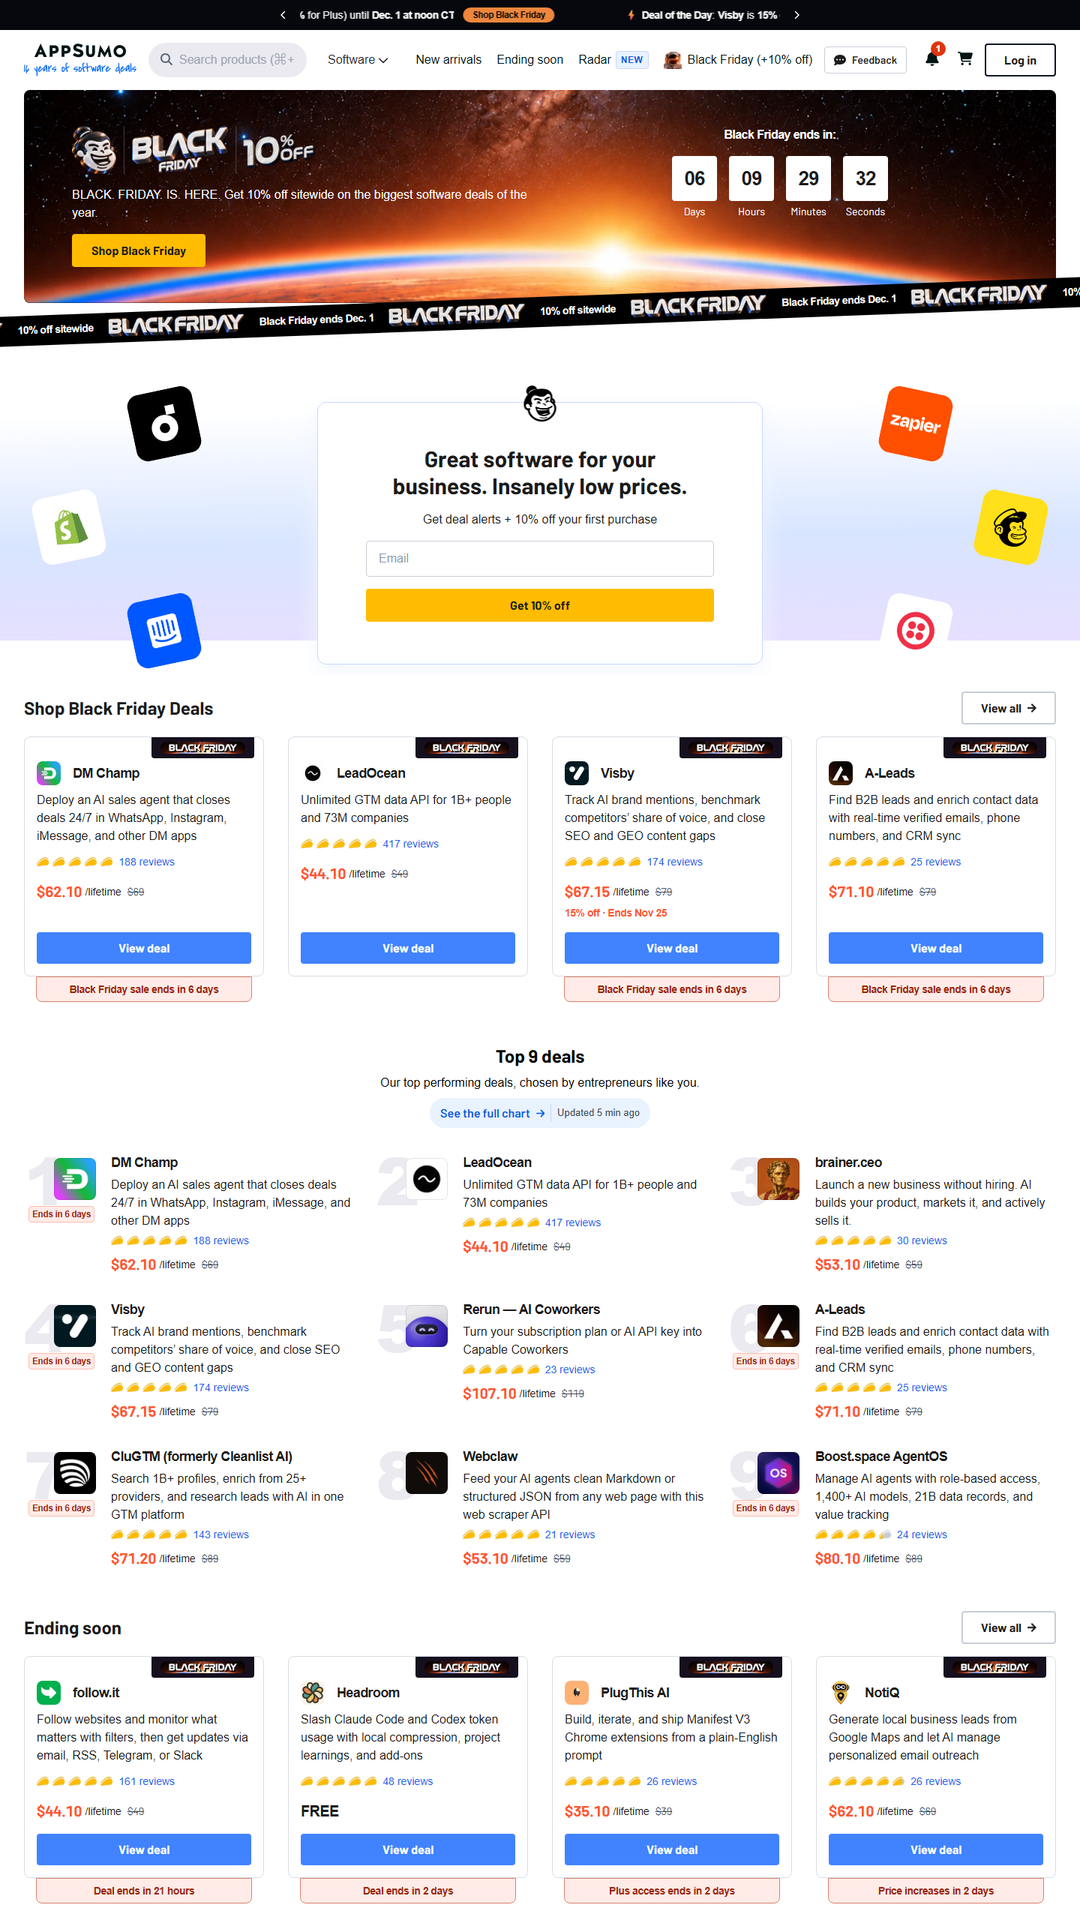 for Plus) until Dec. 1 at noon CT
Shop Black Friday
Deal of the Day: Visby is 15%
APPSUMO
16 years of software deals
Search products (⌘+
Software
New arrivals
Ending soon
Radar
NEW
Black Friday (+10% off)
Feedback
1
Log in
BLACK FRIDAY
10% OFF
BLACK. FRIDAY. IS. HERE. Get 10% off sitewide on the biggest software deals of the
year.
Shop Black Friday
Black Friday ends in:
06
09
29
32
Days
Hours
Minutes
Seconds
10% off sitewide
BLACK FRIDAY
Black Friday ends Dec. 1
BLACK FRIDAY
10% off sitewide
BLACK FRIDAY
Black Friday ends Dec. 1
BLACK FRIDAY
10%
zapier
Great software for your
business. Insanely low prices.
Get deal alerts + 10% off your first purchase
Email
Get 10% off
Shop Black Friday Deals
View all →
BLACK FRIDAY
DM Champ
Deploy an AI sales agent that closes
deals 24/7 in WhatsApp, Instagram,
iMessage, and other DM apps
188 reviews
$62.10 /lifetime $69
View deal
Black Friday sale ends in 6 days
BLACK FRIDAY
LeadOcean
Unlimited GTM data API for 1B+ people
and 73M companies
417 reviews
$44.10 /lifetime $49
View deal
BLACK FRIDAY
Visby
Track AI brand mentions, benchmark
competitors’ share of voice, and close
SEO and GEO content gaps
174 reviews
$67.15 /lifetime $79
15% off · Ends Nov 25
View deal
Black Friday sale ends in 6 days
BLACK FRIDAY
A-Leads
Find B2B leads and enrich contact data
with real-time verified emails, phone
numbers, and CRM sync
25 reviews
$71.10 /lifetime $79
View deal
Black Friday sale ends in 6 days
Top 9 deals
Our top performing deals, chosen by entrepreneurs like you.
See the full chart →
Updated 5 min ago
1
Ends in 6 days
DM Champ
Deploy an AI sales agent that closes deals
24/7 in WhatsApp, Instagram, iMessage, and
other DM apps
188 reviews
$62.10 /lifetime $69
2
LeadOcean
Unlimited GTM data API for 1B+ people and
73M companies
417 reviews
$44.10 /lifetime $49
3
brainer.ceo
Launch a new business without hiring. AI
builds your product, markets it, and actively
sells it.
30 reviews
$53.10 /lifetime $59
4
Ends in 6 days
Visby
Track AI brand mentions, benchmark
competitors’ share of voice, and close SEO
and GEO content gaps
174 reviews
$67.15 /lifetime $79
5
Rerun — AI Coworkers
Turn your subscription plan or AI API key into
Capable Coworkers
23 reviews
$107.10 /lifetime $119
6
Ends in 6 days
A-Leads
Find B2B leads and enrich contact data with
real-time verified emails, phone numbers,
and CRM sync
25 reviews
$71.10 /lifetime $79
7
Ends in 6 days
CluGTM (formerly Cleanlist AI)
Search 1B+ profiles, enrich from 25+
providers, and research leads with AI in one
GTM platform
143 reviews
$71.20 /lifetime $89
8
Webclaw
Feed your AI agents clean Markdown or
structured JSON from any web page with this
web scraper API
21 reviews
$53.10 /lifetime $59
9
OS
Ends in 6 days
Boost.space AgentOS
Manage AI agents with role-based access,
1,400+ AI models, 21B data records, and
value tracking
24 reviews
$80.10 /lifetime $89
Ending soon
View all →
BLACK FRIDAY
follow.it
Follow websites and monitor what
matters with filters, then get updates via
email, RSS, Telegram, or Slack
161 reviews
$44.10 /lifetime $49
View deal
Deal ends in 21 hours
BLACK FRIDAY
Headroom
Slash Claude Code and Codex token
usage with local compression, project
learnings, and add-ons
48 reviews
FREE
View deal
Deal ends in 2 days
BLACK FRIDAY
PlugThis AI
Build, iterate, and ship Manifest V3
Chrome extensions from a plain-English
prompt
26 reviews
$35.10 /lifetime $39
View deal
Plus access ends in 2 days
BLACK FRIDAY
NotiQ
Generate local business leads from
Google Maps and let AI manage
personalized email outreach
26 reviews
$62.10 /lifetime $69
View deal
Price increases in 2 days